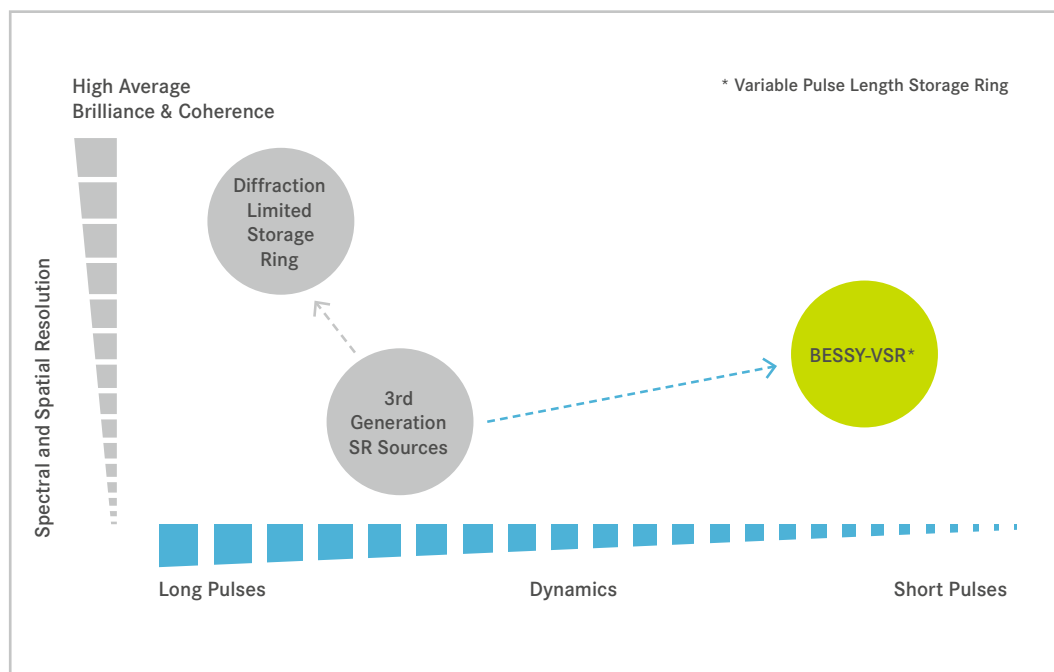 High Average
Brilliance & Coherence
* Variable Pulse Length Storage Ring
Diffraction
Limited
Storage
Ring
Spectral and Spatial Resolution
3rd
Generation
SR Sources
BESSY-VSR*
Long Pulses
Dynamics
Short Pulses